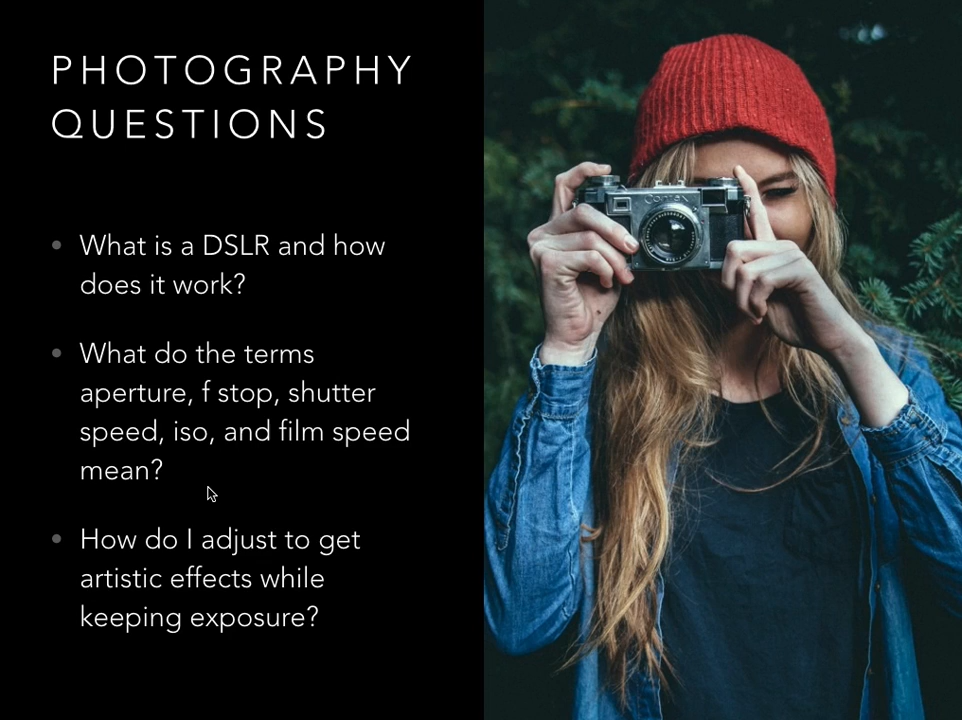 PHOTOGRAPHY
QUESTIONS
What is a DSLR and how
does it work?
What do the terms
aperture, f stop, shutter
speed, iso, and film speed
mean?
How do I adjust to get
artistic effects while
keeping exposure?
Contax